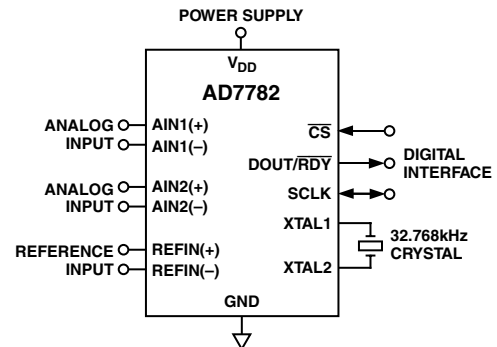 POWER SUPPLY
VDD
AD7782
ANALOG INPUT
AIN1(+)
AIN1(–)
ANALOG INPUT
AIN2(+)
AIN2(–)
REFERENCE INPUT
REFIN(+)
REFIN(–)
CS
DOUT/RDY
SCLK
DIGITAL INTERFACE
XTAL1
XTAL2
32.768kHz
CRYSTAL
GND